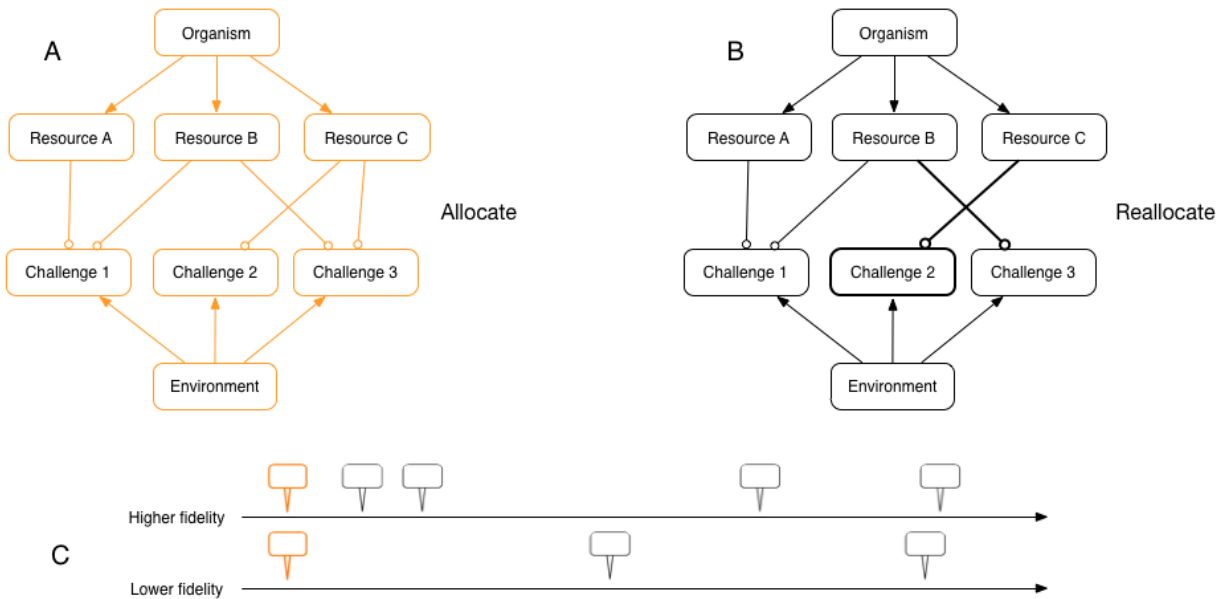 A
Organism
Resource A
Resource B
Resource C
Allocate
Challenge 1
Challenge 2
Challenge 3
Environment
B
Organism
Resource A
Resource B
Resource C
Reallocate
Challenge 1
Challenge 2
Challenge 3
Environment
C
Higher fidelity
Lower fidelity